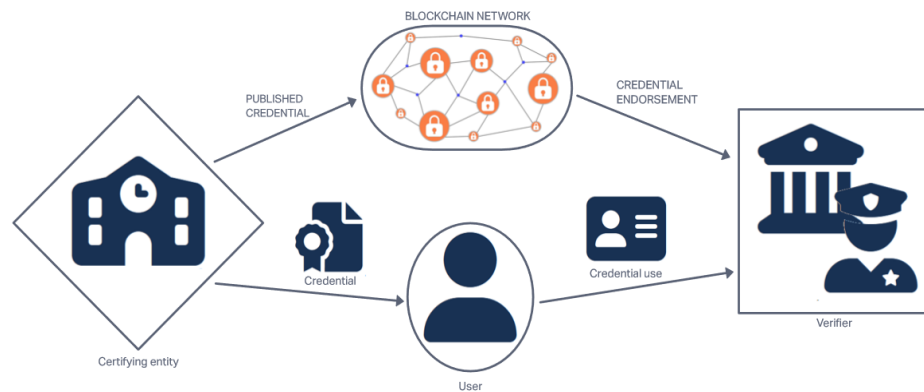 BLOCKCHAIN NETWORK
PUBLISHED
CREDENTIAL
CREDENTIAL
ENDORSEMENT
Credential
Credential use
Verifier
Certifying entity
User